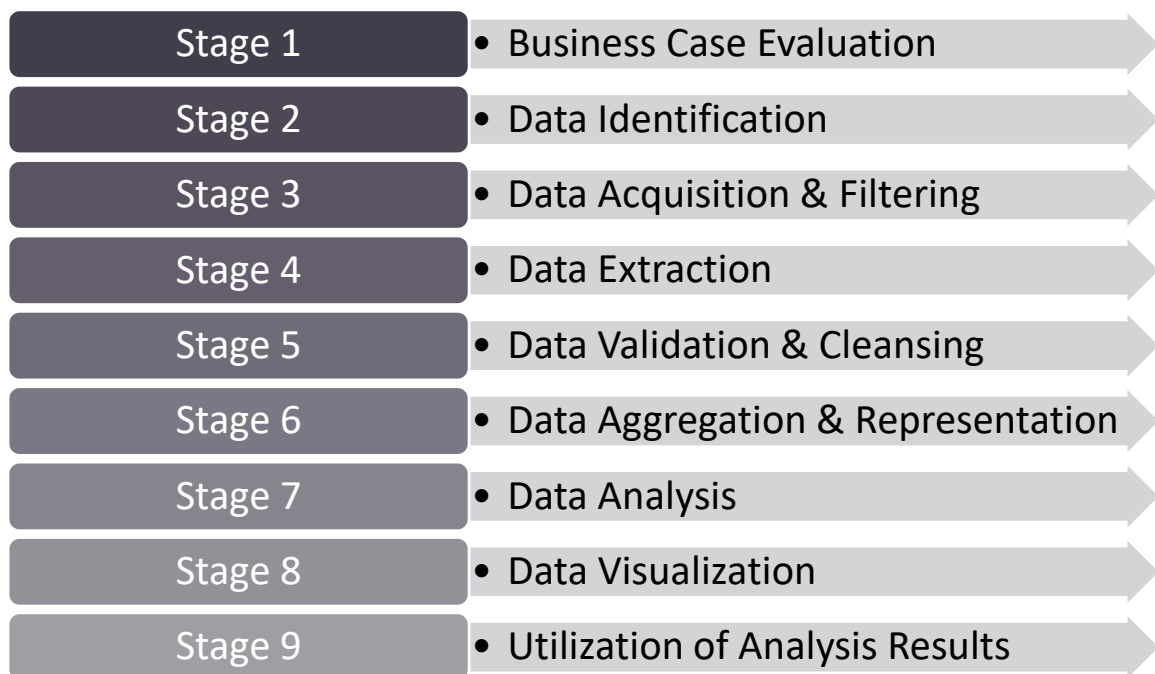 Stage 1 • Business Case Evaluation
Stage 2 • Data Identification
Stage 3 • Data Acquisition & Filtering
Stage 4 • Data Extraction
Stage 5 • Data Validation & Cleansing
Stage 6 • Data Aggregation & Representation
Stage 7 • Data Analysis
Stage 8 • Data Visualization
Stage 9 • Utilization of Analysis Results